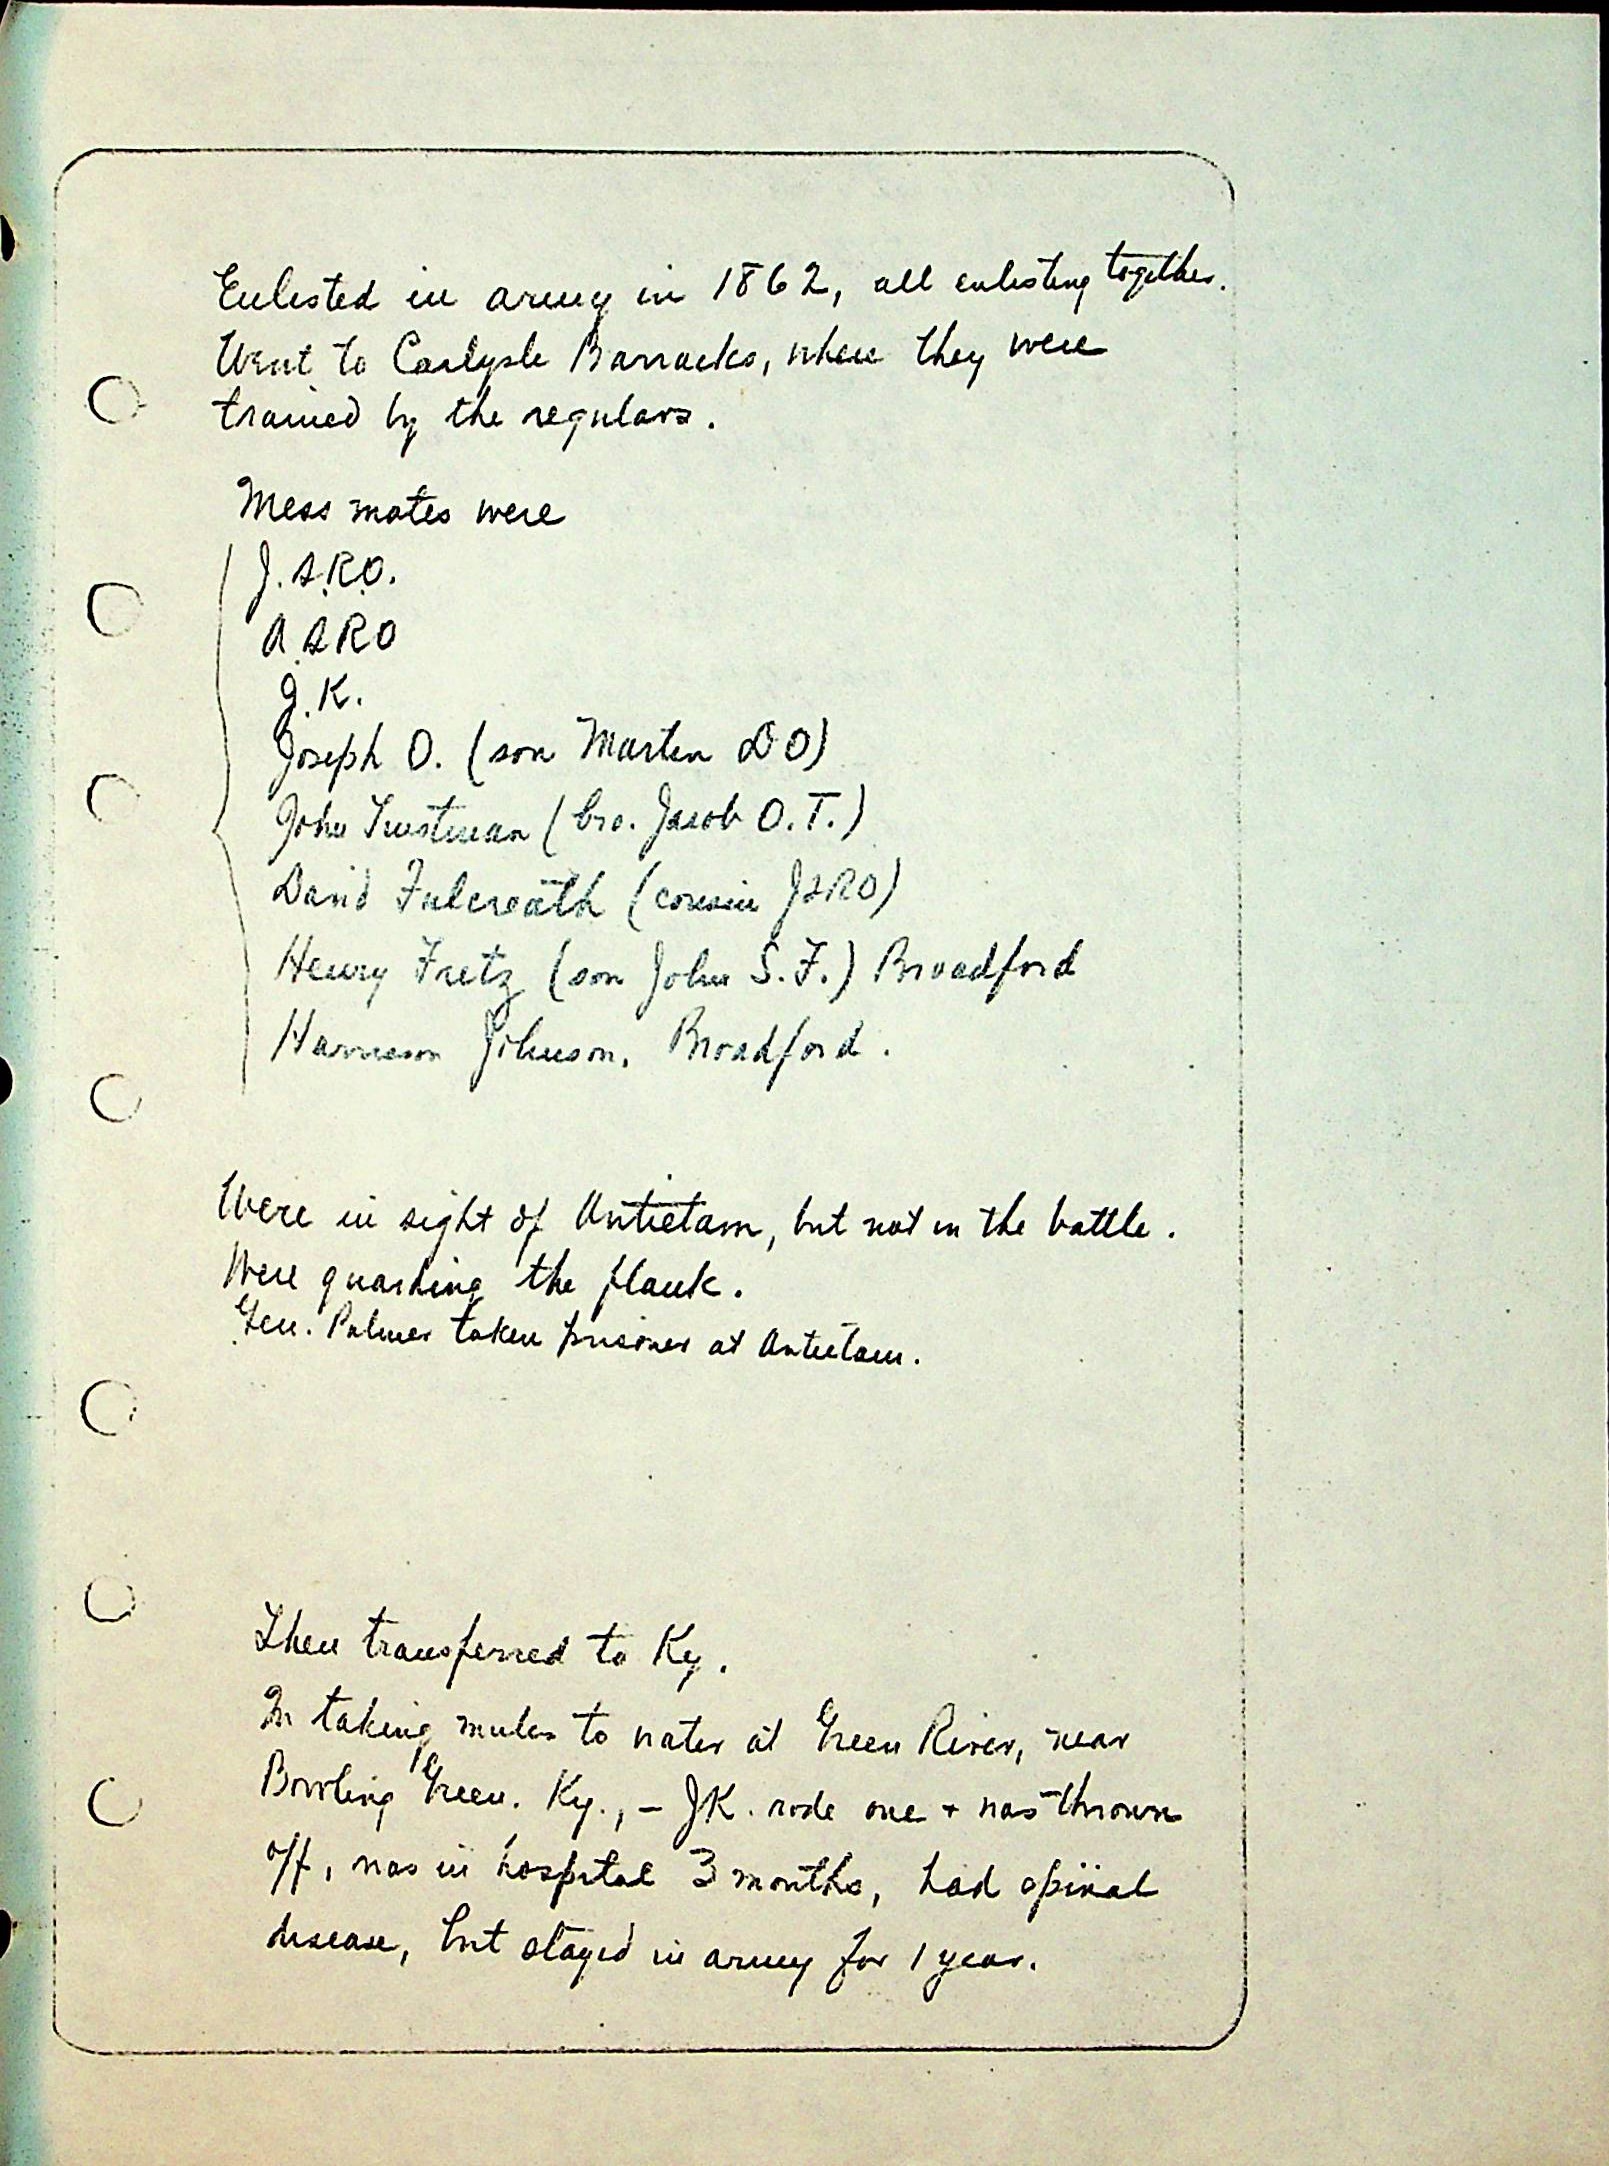 Enlisted in army in 1862, all enlisting together.
Went to Carlysle Barracks, where they were
trained by the regulars.
Mess mates were
J.S.R.O.
A.S.R.O
J.K.
Joseph O. (son Martin D O)
John Trustman (bro. Jacob O.T.)
David Fulcreath (cousin JSRO)
Henry Fretz (son John S.F.) Broadford
Harrison Johnson, Broadford.
Were in sight of Antietam, but not in the battle.
Were guarding the flank.
Gen. Palmer taken prisoner at Antietam.
Then transferred to Ky.
In taking mules to water at Green River, near
Bowling Green. Ky., – JK. rode one + was thrown
off, was in hospital 3 months, had spinal
disease, but stayed in army for 1 year.